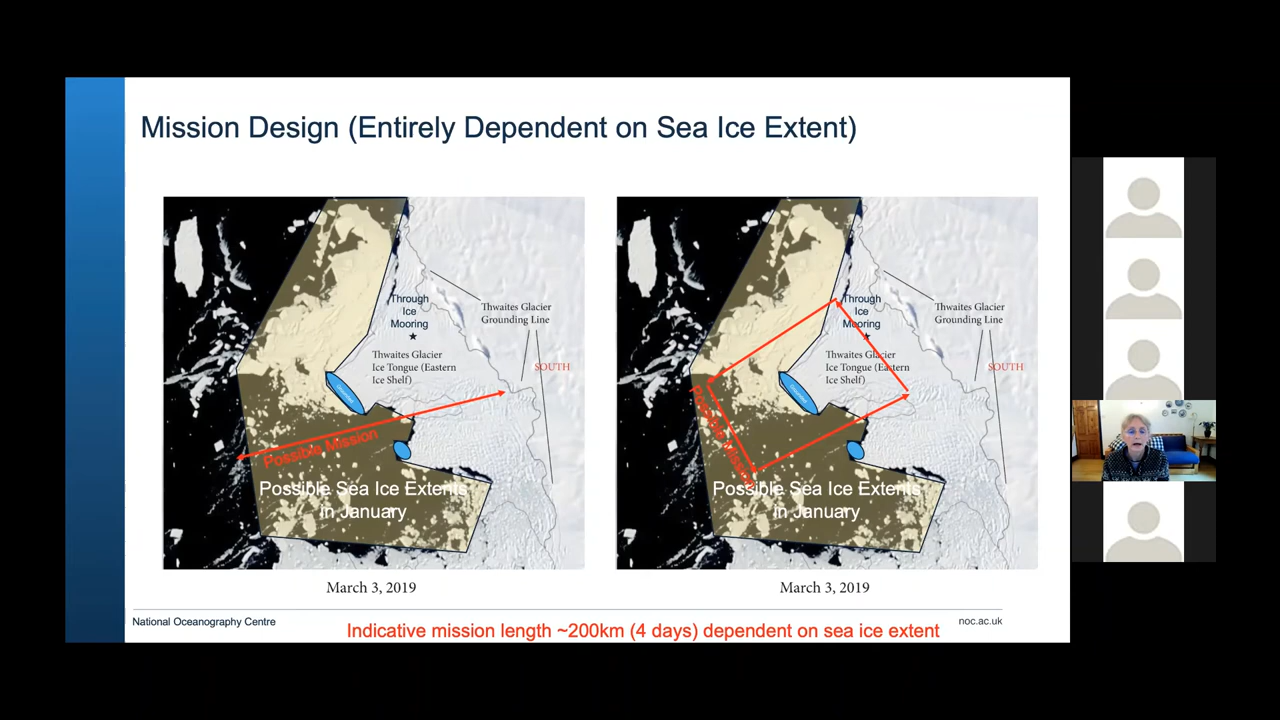 Mission Design (Entirely Dependent on Sea Ice Extent)
Through
Ice
Mooring
Thwaites Glacier
Grounding Line
Thwaites Glacier
Ice Tongue (Eastern
Ice Shelf)
SOUTH
Possible Mission
Possible Sea Ice Extents
in January
March 3, 2019
Through
Ice
Mooring
Thwaites Glacier
Grounding Line
Thwaites Glacier
Ice Tongue (Eastern
Ice Shelf)
SOUTH
Possible Mission
Possible Sea Ice Extents
in January
March 3, 2019
National Oceanography Centre
noc.ac.uk
Indicative mission length ~200km (4 days) dependent on sea ice extent